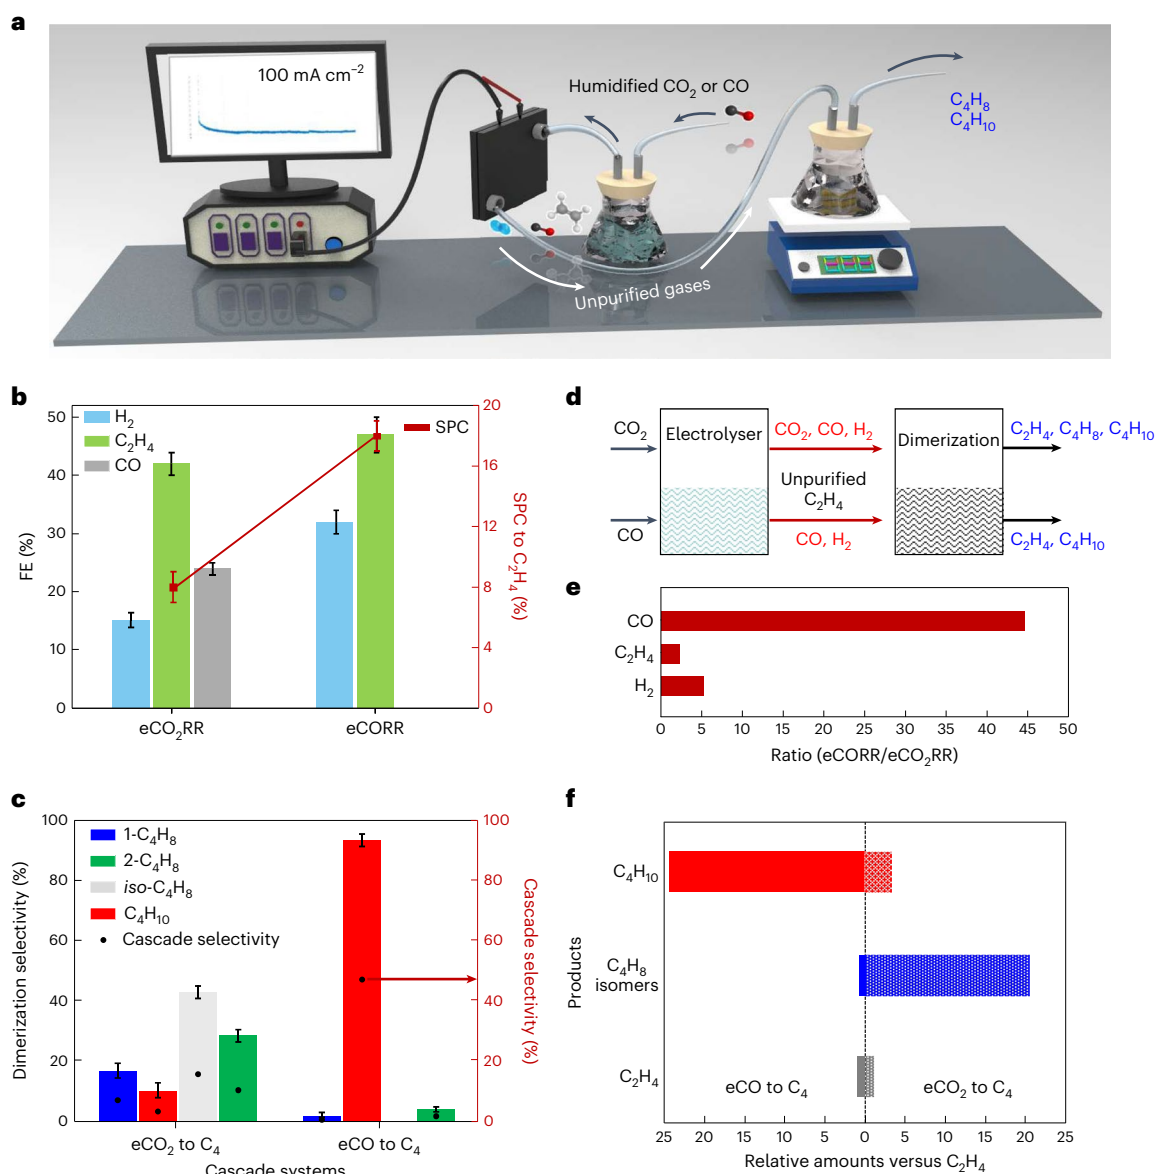 a
100 mA cm−2
Humidified CO2 or CO
C4H8
C4H10
Unpurified gases
b
H2
C2H4
CO
SPC
FE (%)
50
40
30
20
10
0
20
16
12
8
4
0
SPC to C2H4 (%)
eCO2RR
eCORR
c
1-C4H8
2-C4H8
iso-C4H8
C4H10
Cascade selectivity
Dimerization selectivity (%)
100
80
60
40
20
0
100
80
60
40
20
0
Cascade selectivity (%)
eCO2 to C4
eCO to C4
Cascade systems
d
CO2
Electrolyser
CO2, CO, H2
Dimerization
C2H4, C4H8, C4H10
Unpurified
C2H4
CO
CO, H2
C2H4, C4H10
e
CO
C2H4
H2
0 5 10 15 20 25 30 35 40 45 50
Ratio (eCORR/eCO2RR)
f
Products
C4H10
C4H8
isomers
C2H4
eCO to C4
eCO2 to C4
25 20 15 10 5 0 5 10 15 20 25
Relative amounts versus C2H4